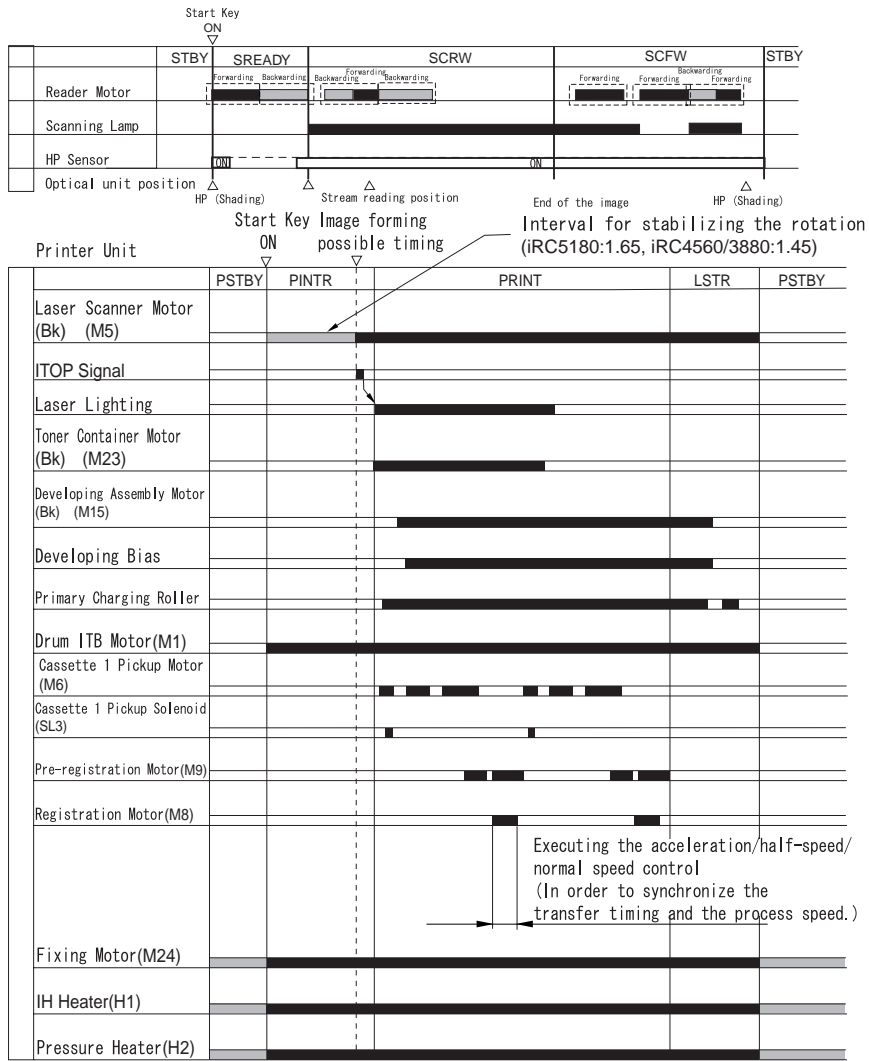 Start Key
ON
STBY SREADY SCRW SCFW STBY
Forwarding Backwarding Backwarding Forwarding Backwarding Forwarding Forwarding Backwarding Forwarding
Reader Motor
Scanning Lamp
HP Sensor ON ON
Optical unit position
HP (Shading) Stream reading position HP (Shading)
End of the image
Start Key
ON
Image forming
possible timing
Interval for stabilizing the rotation
(iRC5180:1.65, iRC4560/3880:1.45)
Printer Unit
PSTBY PINTR PRINT LSTR PSTBY
Laser Scanner Motor
(Bk) (M5)
ITOP Signal
Laser Lighting
Toner Container Motor
(Bk) (M23)
Developing Assembly Motor
(Bk) (M15)
Developing Bias
Primary Charging Roller
Drum ITB Motor(M1)
Cassette 1 Pickup Motor
(M6)
Cassette 1 Pickup Solenoid
(SL3)
Pre-registration Motor(M9)
Registration Motor(M8)
Executing the acceleration/half-speed/
normal speed control
(In order to synchronize the
transfer timing and the process speed.)
Fixing Motor(M24)
IH Heater(H1)
Pressure Heater(H2)